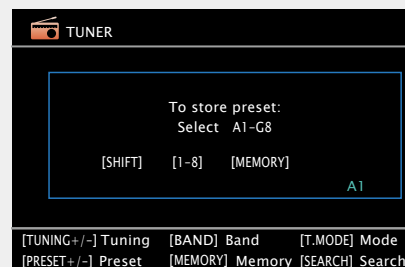 TUNER
To store preset:
Select A1-G8
[SHIFT] [1-8] [MEMORY]
A1
[TUNING+/-] Tuning [BAND] Band [T.MODE] Mode
[PRESET+/-] Preset [MEMORY] Memory [SEARCH] Search